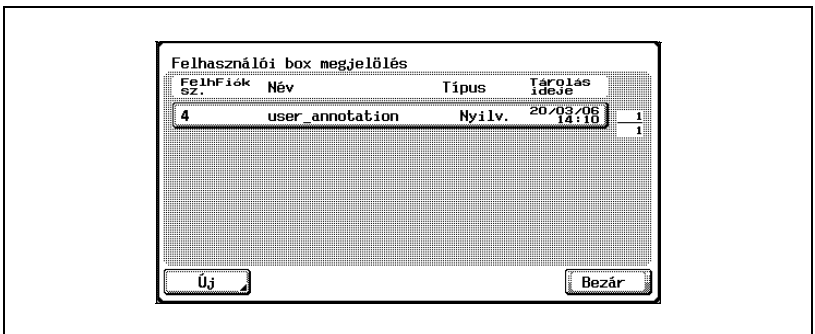 Felhasználói box megjelölés
FelhFiók sz. Név Típus Tárolás ideje
4 user_annotation Nyilv. 20/03/06 14:10 1
1
Új Bezár